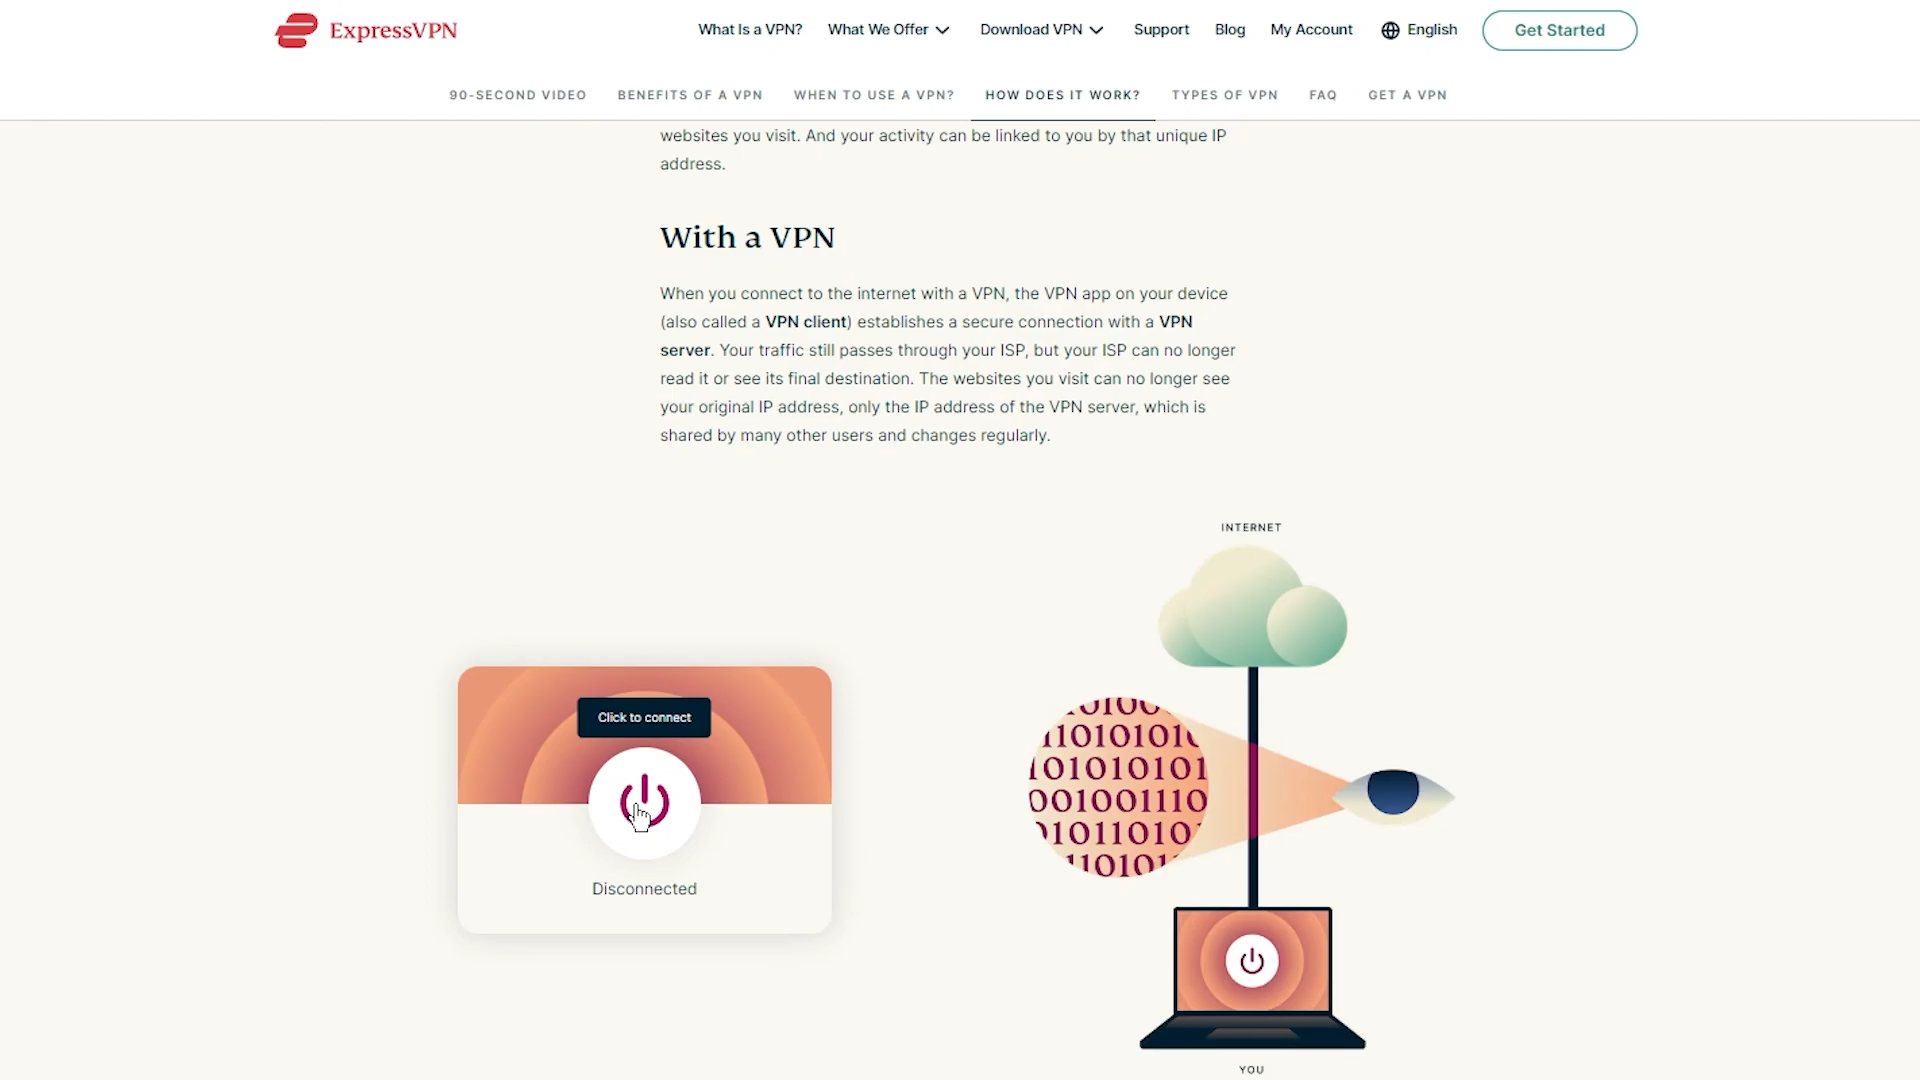 ExpressVPN
What Is a VPN? What We Offer Download VPN Support Blog My Account English Get Started
90-SECOND VIDEO BENEFITS OF A VPN WHEN TO USE A VPN? HOW DOES IT WORK? TYPES OF VPN FAQ GET A VPN
websites you visit. And your activity can be linked to you by that unique IP
address.
With a VPN
When you connect to the internet with a VPN, the VPN app on your device
(also called a VPN client) establishes a secure connection with a VPN
server. Your traffic still passes through your ISP, but your ISP can no longer
read it or see its final destination. The websites you visit can no longer see
your original IP address, only the IP address of the VPN server, which is
shared by many other users and changes regularly.
Click to connect
Disconnected
INTERNET
1010101
10101010
001001110
1011010
11010
YOU